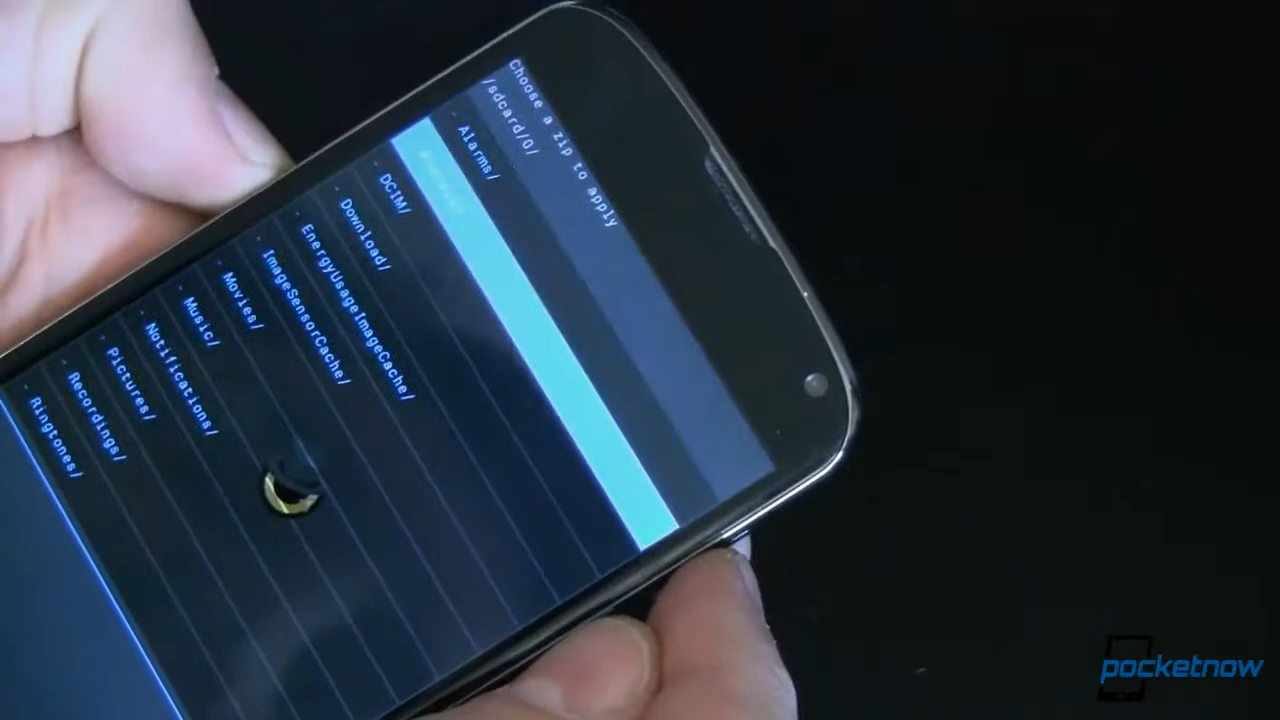 Choose a zip to apply
/sdcard/0/
Alarms/
DCIM/
Download/
EnergyUsageImageCache/
ImageSensorCache/
Movies/
Music/
Notifications/
Pictures/
Recordings/
Ringtones/
pocketnow